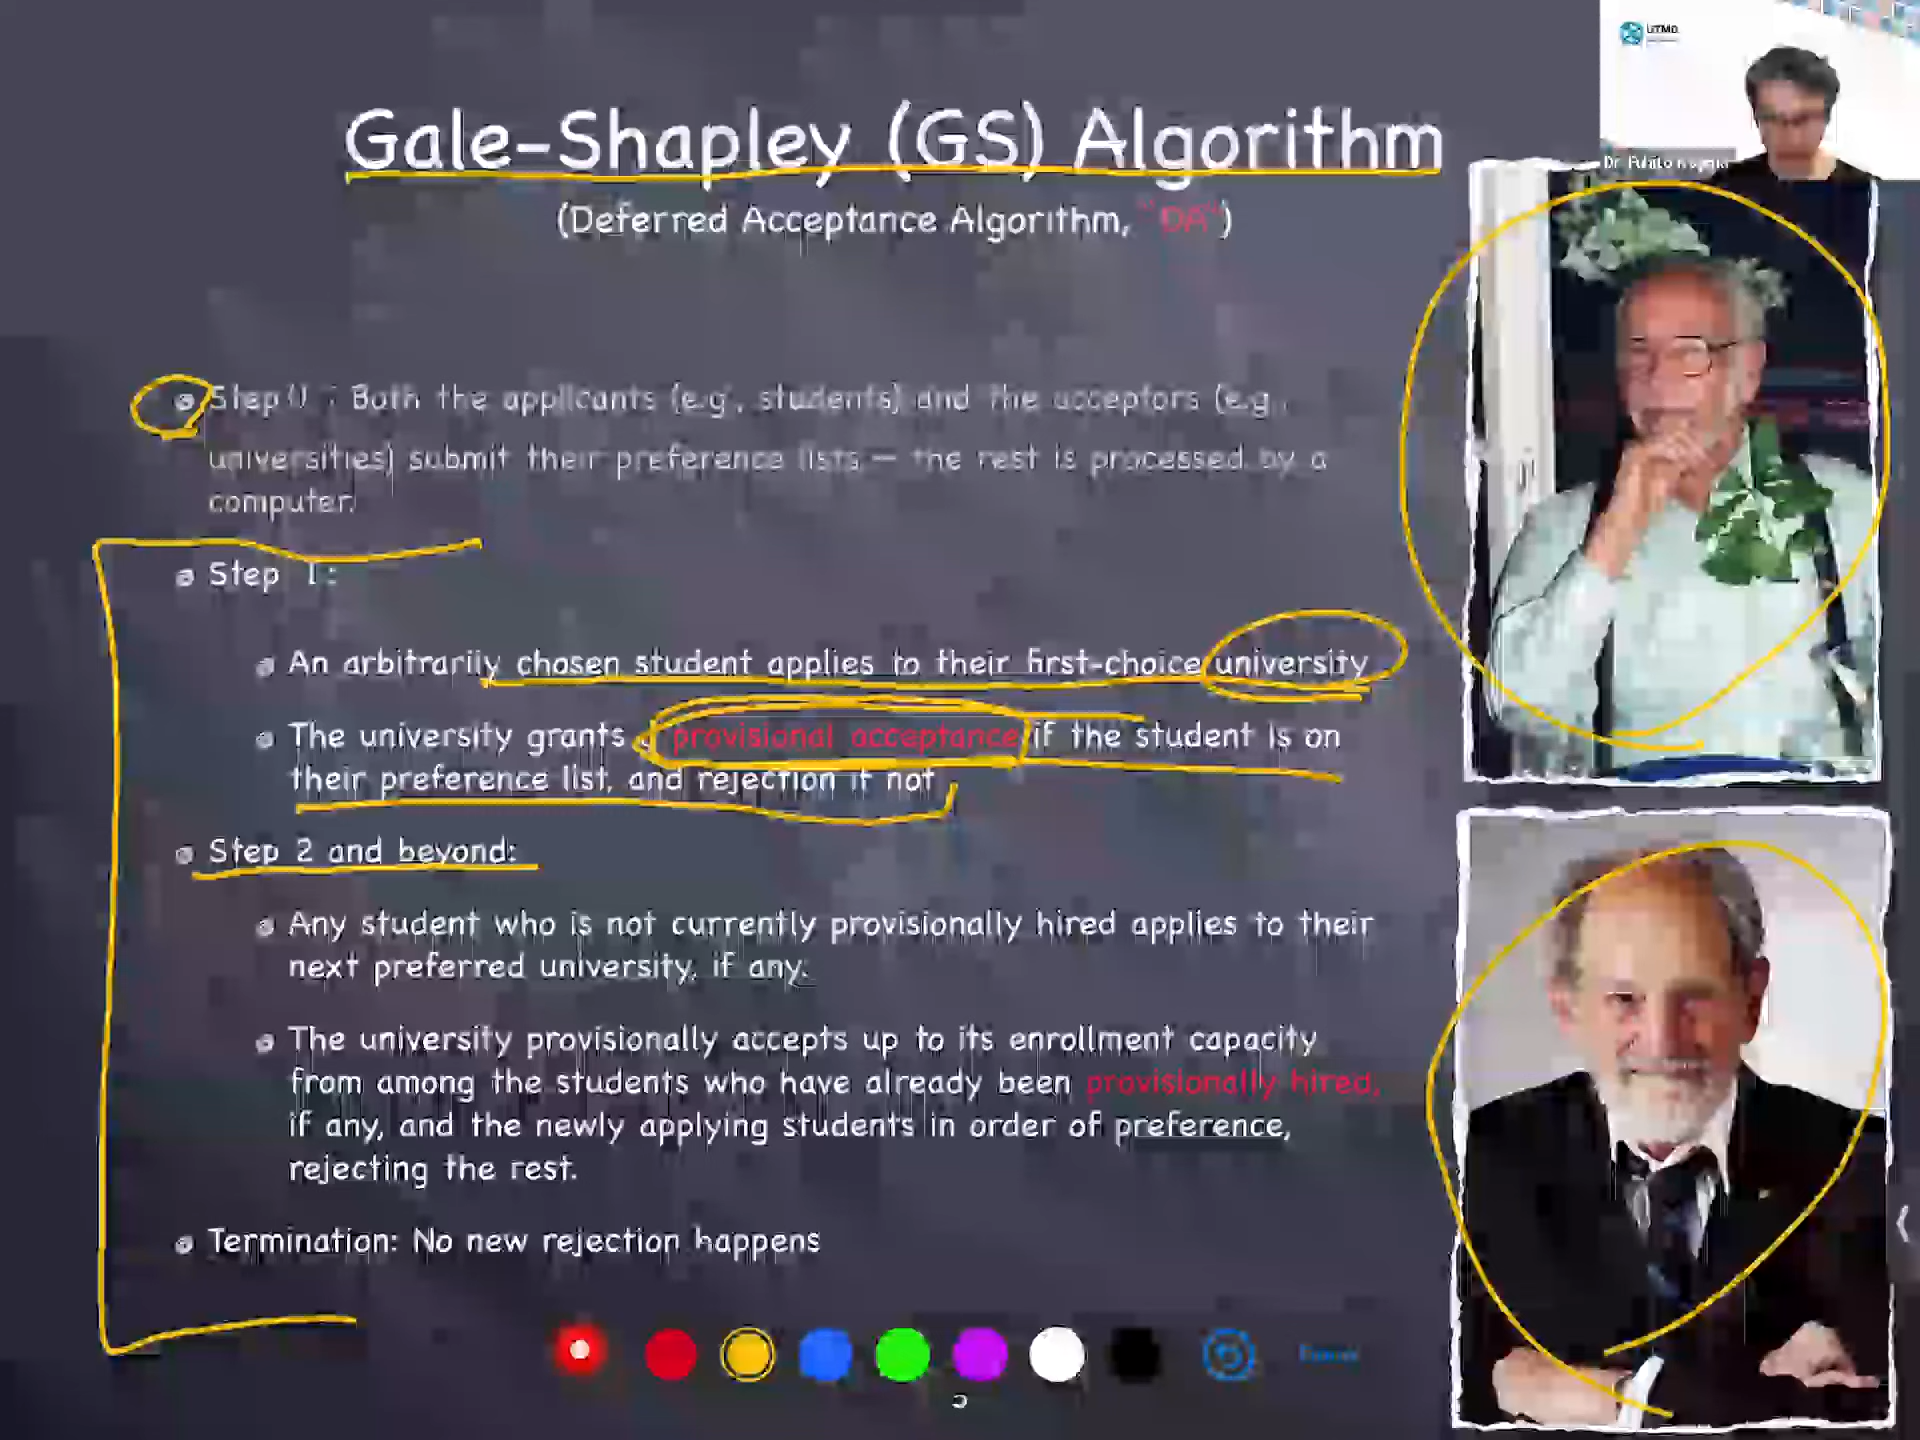 UTMD
Gale-Shapley (GS) Algorithm
(Deferred Acceptance Algorithm, "DA")
Step 0 : Both the applicants (e.g., students) and the acceptors (e.g.,
universities) submit their preference lists — the rest is processed by a
computer.
Step 1:
An arbitrarily chosen student applies to their first-choice university
The university grants a provisional acceptance if the student is on
their preference list, and rejection if not
Step 2 and beyond:
Any student who is not currently provisionally hired applies to their
next preferred university, if any.
The university provisionally accepts up to its enrollment capacity
from among the students who have already been provisionally hired,
if any, and the newly applying students in order of preference,
rejecting the rest.
Termination: No new rejection happens